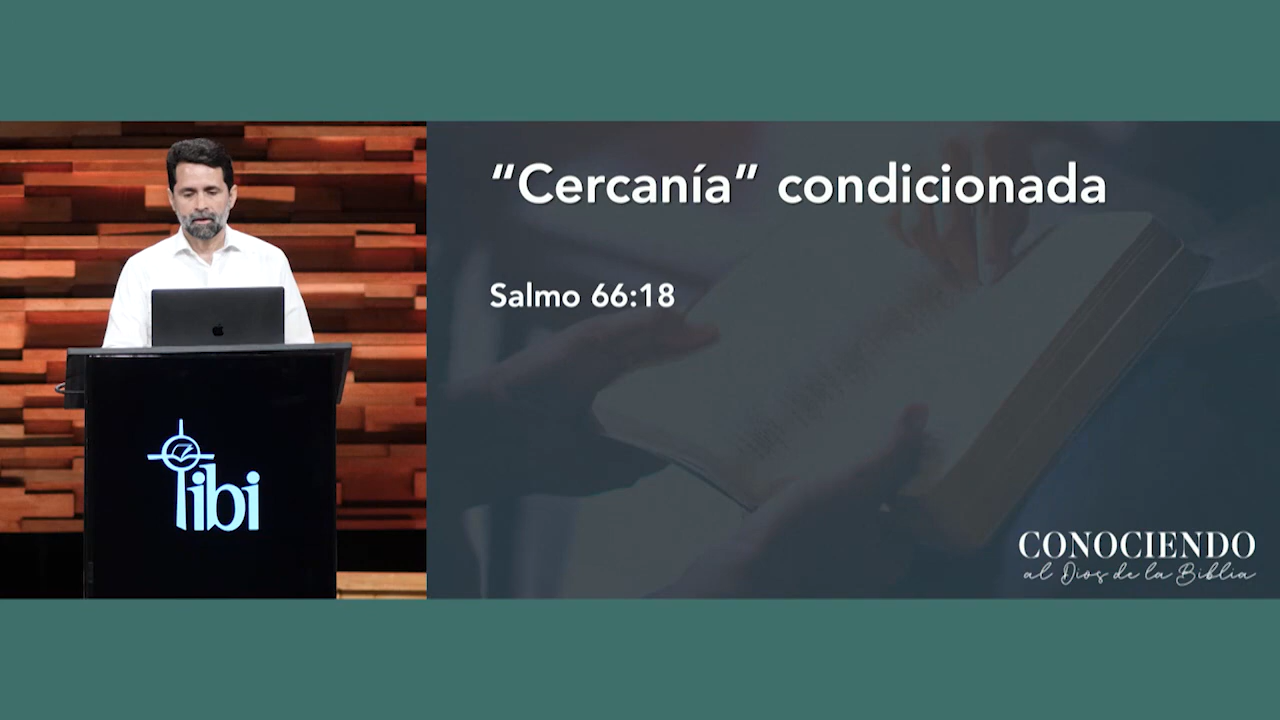 “Cercanía” condicionada
Salmo 66:18
ibi
CONOCIENDO
al Dios de la Biblia